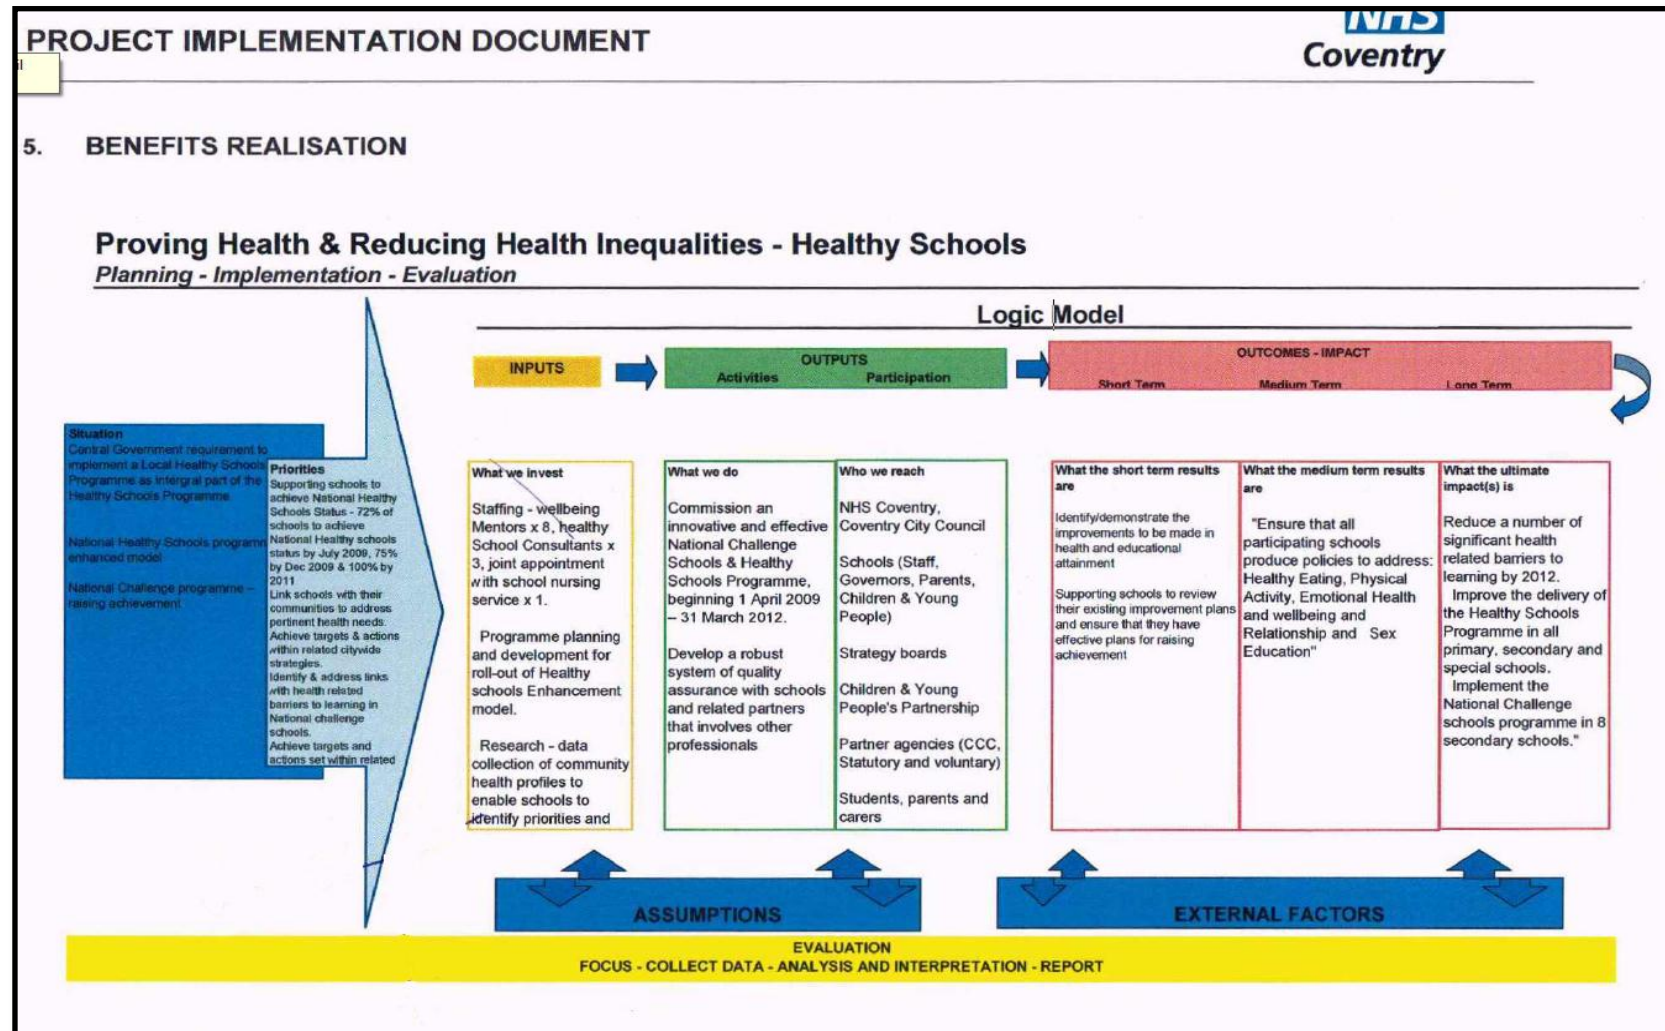 PROJECT IMPLEMENTATION DOCUMENT
NHS
Coventry
il
5. BENEFITS REALISATION
Proving Health & Reducing Health Inequalities - Healthy Schools
Planning - Implementation - Evaluation
Logic Model
INPUTS
OUTPUTS
Activities Participation
OUTCOMES - IMPACT
Short Term Medium Term Long Term
Situation
Central Government requirement to
implement a Local Healthy Schools
Programme as intergral part of the
Healthy Schools Programme
National Healthy Schools programm
enhanced model
National Challenge programme –
raising achievement
Priorities
Supporting schools to
achieve National Healthy
Schools Status - 72% of
schools to achieve
National Healthy schools
status by July 2009, 75%
by Dec 2009 & 100% by
2011
Link schools with their
communities to address
pertinent health needs.
Achieve targets & actions
within related citywide
strategies.
Identify & address links
with health related
barriers to learning in
National challenge
schools.
Achieve targets and
actions set within related
What we invest
Staffing - wellbeing
Mentors x 8, healthy
School Consultants x
3, joint appointment
with school nursing
service x 1.
Programme planning
and development for
roll-out of Healthy
schools Enhancement
model.
Research - data
collection of community
health profiles to
enable schools to
identify priorities and
What we do
Commission an
innovative and effective
National Challenge
Schools & Healthy
Schools Programme,
beginning 1 April 2009
– 31 March 2012.
Develop a robust
system of quality
assurance with schools
and related partners
that involves other
professionals
Who we reach
NHS Coventry,
Coventry City Council
Schools (Staff,
Governors, Parents,
Children & Young
People)
Strategy boards
Children & Young
People's Partnership
Partner agencies (CCC,
Statutory and voluntary)
Students, parents and
carers
What the short term results
are
Identify/demonstrate the
improvements to be made in
health and educational
attainment
Supporting schools to review
their existing improvement plans
and ensure that they have
effective plans for raising
achievement
What the medium term results
are
"Ensure that all
participating schools
produce policies to address:
Healthy Eating, Physical
Activity, Emotional Health
and wellbeing and
Relationship and Sex
Education"
What the ultimate
impact(s) is
Reduce a number of
significant health
related barriers to
learning by 2012.
Improve the delivery of
the Healthy Schools
Programme in all
primary, secondary and
special schools.
Implement the
National Challenge
schools programme in 8
secondary schools."
ASSUMPTIONS
EXTERNAL FACTORS
EVALUATION
FOCUS - COLLECT DATA - ANALYSIS AND INTERPRETATION - REPORT